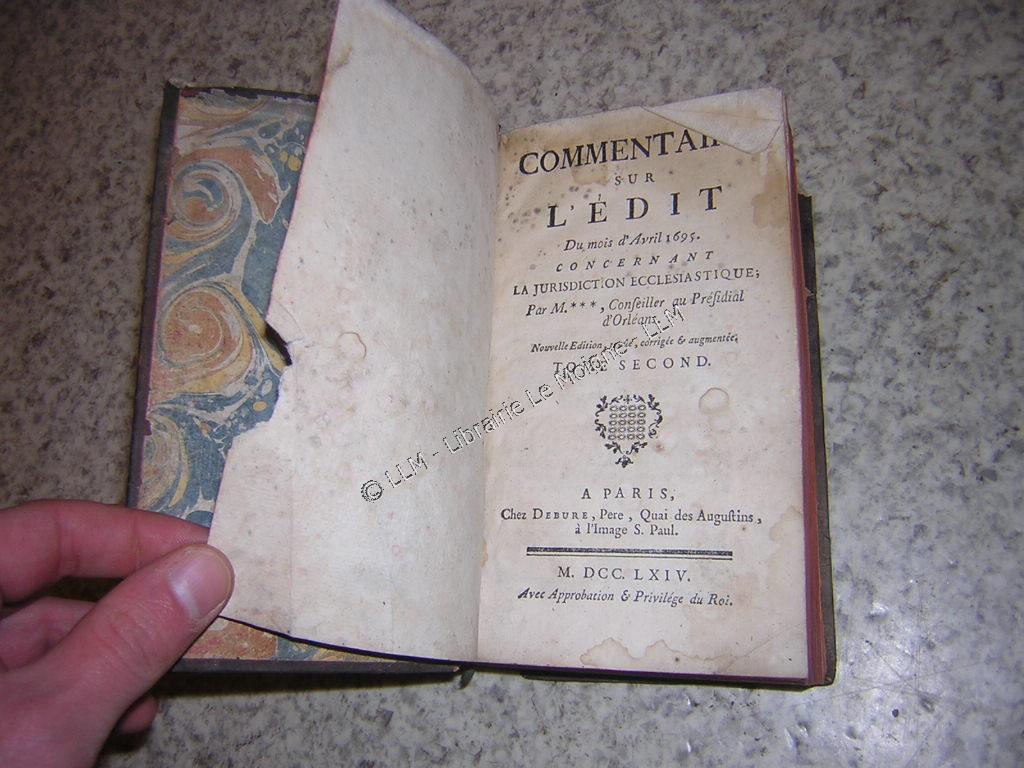 COMMENTAI
SUR
L'ÉDIT
Du mois d'Avril 1695.
CONCERNANT
LA JURISDICTION ECCLESIASTIQUE;
Par M.***, Conseiller au Présidial
d'Orléans.
Nouvelle Edition, corrigée & augmentée.
SECOND.
A PARIS,
Chez DEBURE, Pere, Quai des Augustins,
à l'Image S. Paul.
M. DCC. LXIV.
Avec Approbation & Privilége du Roi.
© LLM - Librairie Le Moigne - LLM